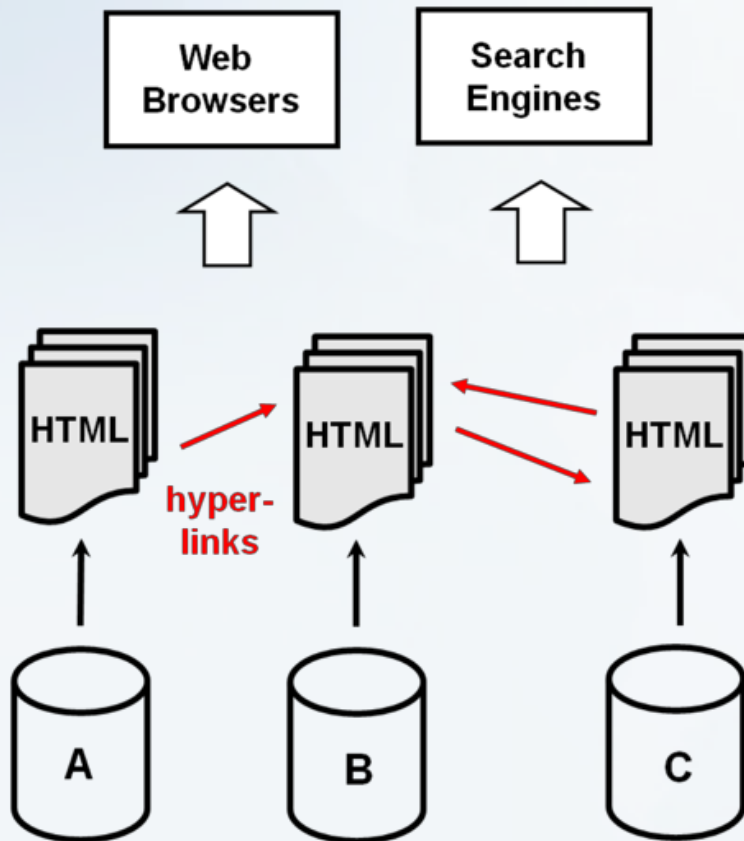 Web
Browsers
Search
Engines
HTML
HTML
HTML
hyper-
links
A
B
C